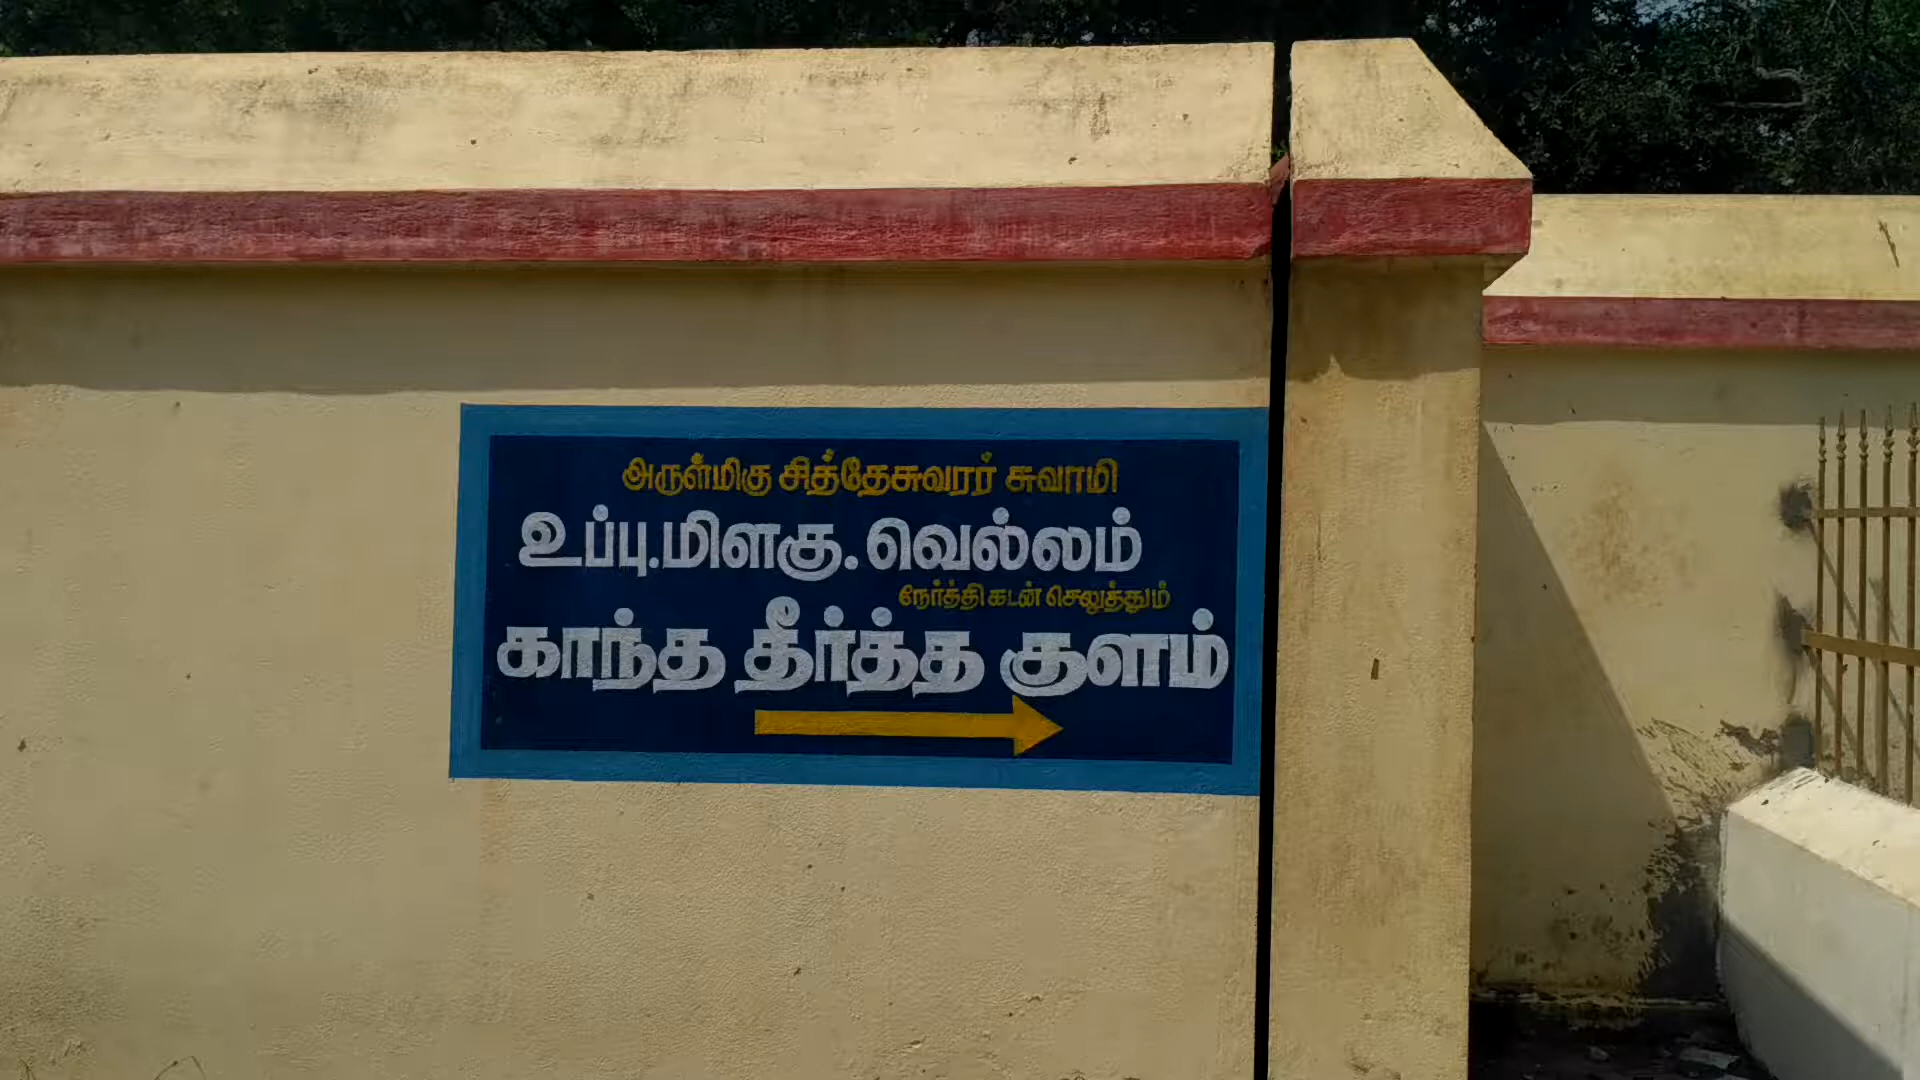 அருள்மிகு சித்தேசுவரர் சுவாமி
உப்பு.மிளகு.வெல்லம்
நேர்த்தி கடன் செலுத்தும்
காந்த தீர்த்த குளம்